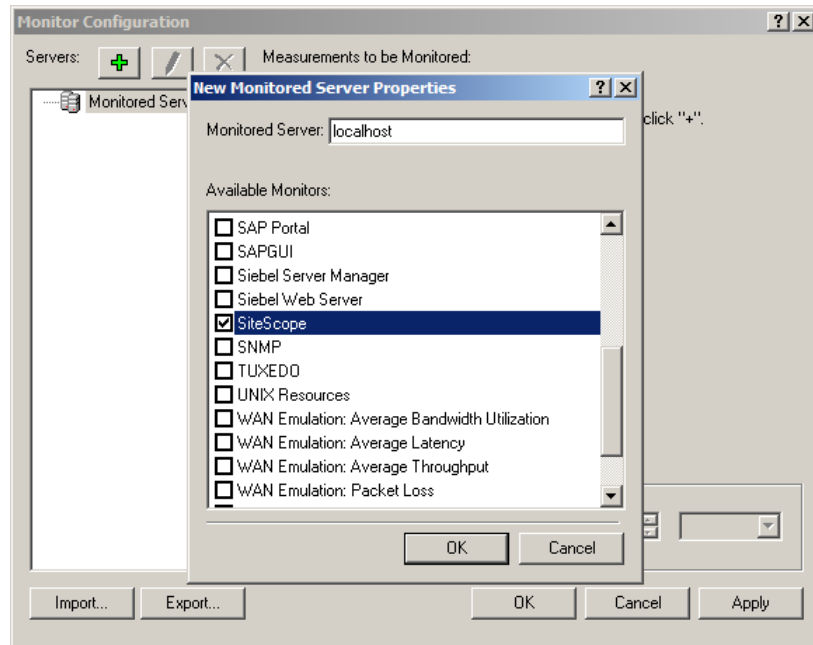 Monitor Configuration
Servers:
Measurements to be Monitored:
New Monitored Server Properties
Monitored Serv
click "+".
Monitored Server: localhost
Available Monitors:
SAP Portal
SAPGUI
Siebel Server Manager
Siebel Web Server
SiteScope
SNMP
TUXEDO
UNIX Resources
WAN Emulation: Average Bandwidth Utilization
WAN Emulation: Average Latency
WAN Emulation: Average Throughput
WAN Emulation: Packet Loss
OK
Cancel
Import...
Export...
OK
Cancel
Apply